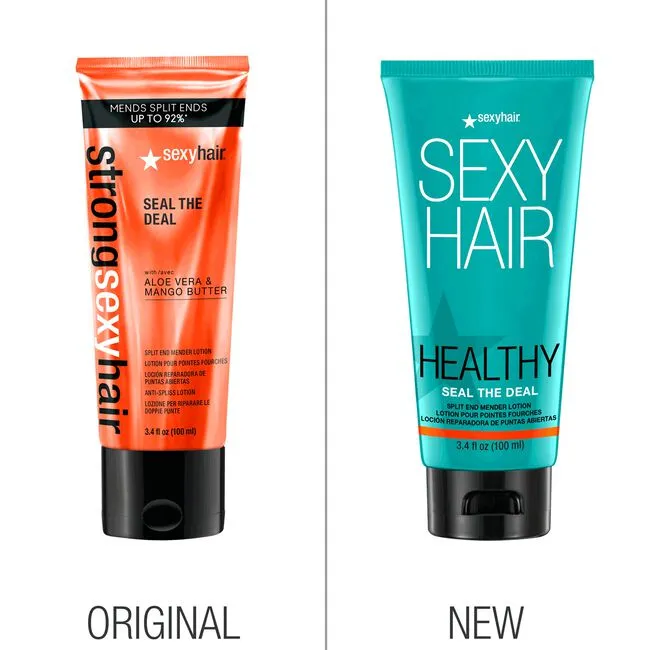 MENDS SPLIT ENDS
UP TO 92%*
sexyhair.
strongsexyhair
SEAL THE
DEAL
with/avec
ALOE VERA &
MANGO BUTTER
SPLIT END MENDER LOTION
LOTION POUR POINTES FOURCHES
LOCIÓN REPARADORA DE
PUNTAS ABIERTAS
ANTI-SPLISS LOTION
LOZIONE PER RIPARARE LE
DOPPIE PUNTE
3.4 fl oz (100 ml)
ORIGINAL
sexyhair.
SEXY
HAIR
HEALTHY
SEAL THE DEAL
SPLIT END MENDER LOTION
LOTION POUR POINTES FOURCHES
LOCIÓN REPARADORA DE PUNTAS ABIERTAS
3.4 fl oz (100 ml)
NEW